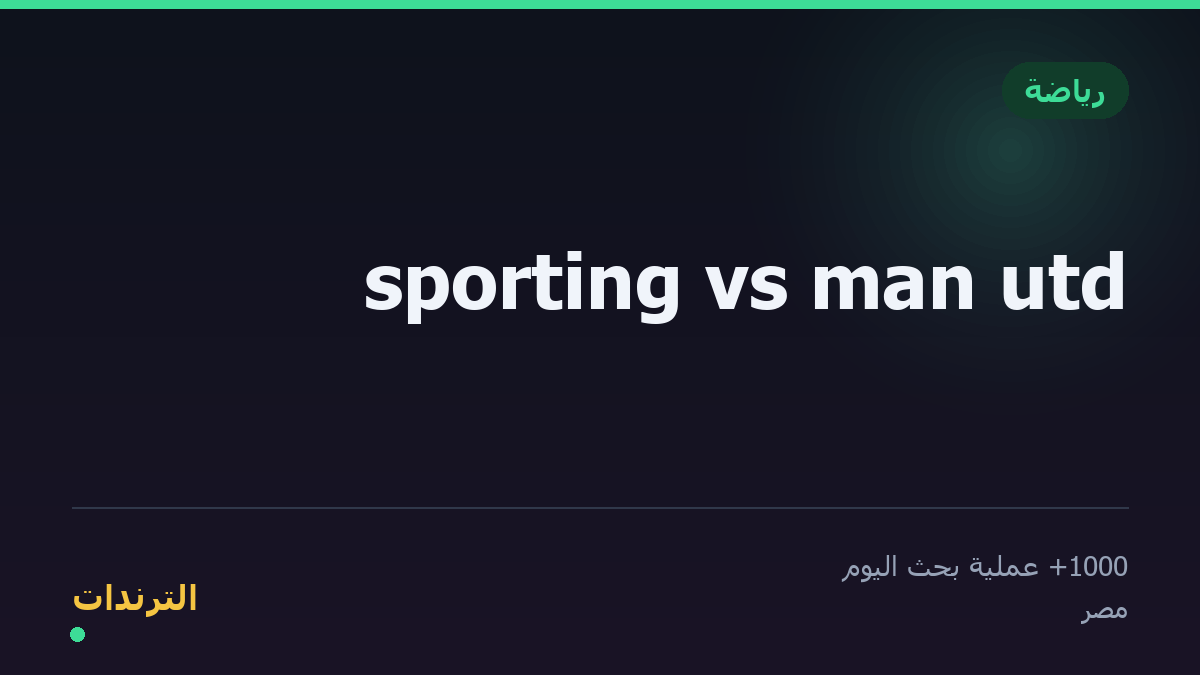 رياضة
sporting vs man utd
1000+ عملية بحث اليوم
مصر
الترندات